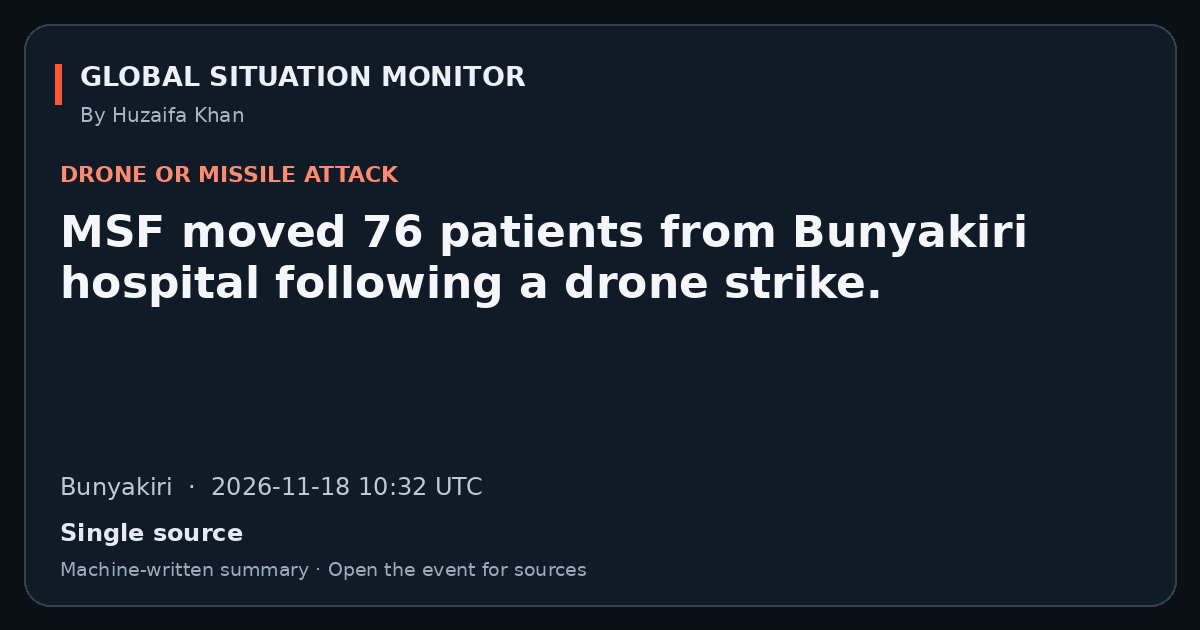 GLOBAL SITUATION MONITOR
By Huzaifa Khan
DRONE OR MISSILE ATTACK
MSF moved 76 patients from Bunyakiri
hospital following a drone strike.
Bunyakiri · 2026-11-18 10:32 UTC
Single source
Machine-written summary · Open the event for sources